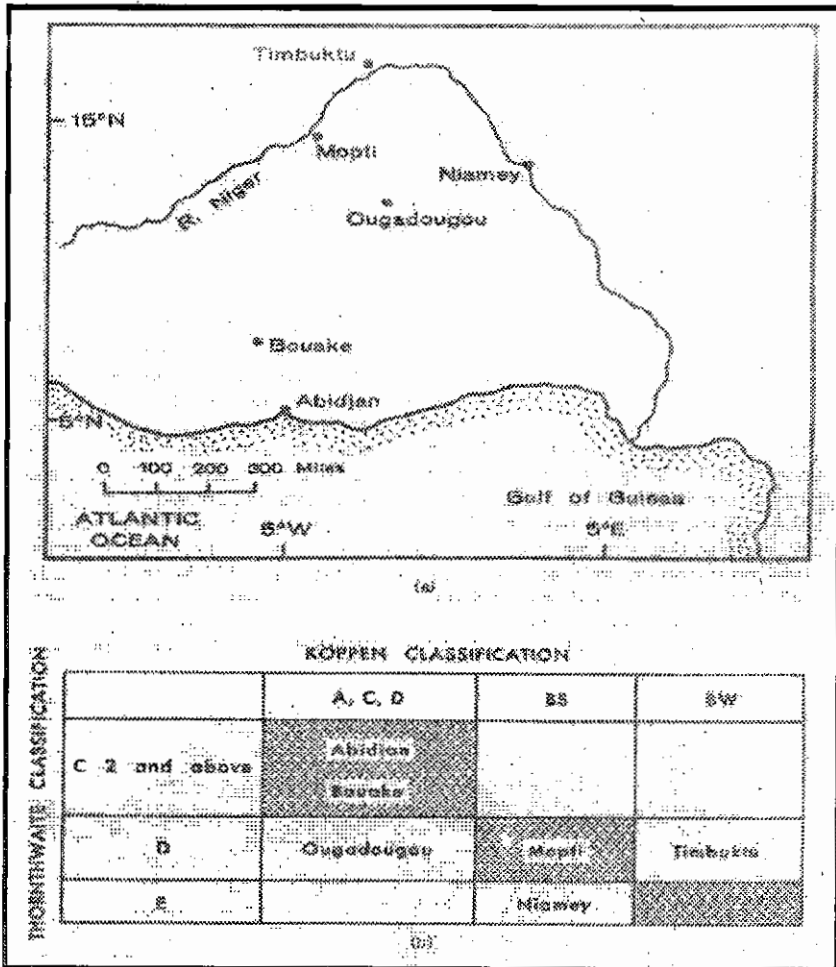 Timbuktu
15°N
Mopti
Niamey
R. Niger
Ougadougou
Bouake
Abidjan
5°N
0 100 200 300 Miles
Gulf of Guinea
ATLANTIC
OCEAN
5°W
5°E
(a)
KOPPEN CLASSIFICATION
THORNTHWAITE CLASSIFICATION
A, C, D
BS
BW
C 2 and above
Abidjan
Bouake
D
Ougadougou
Mopti
Timbuktu
E
Niamey